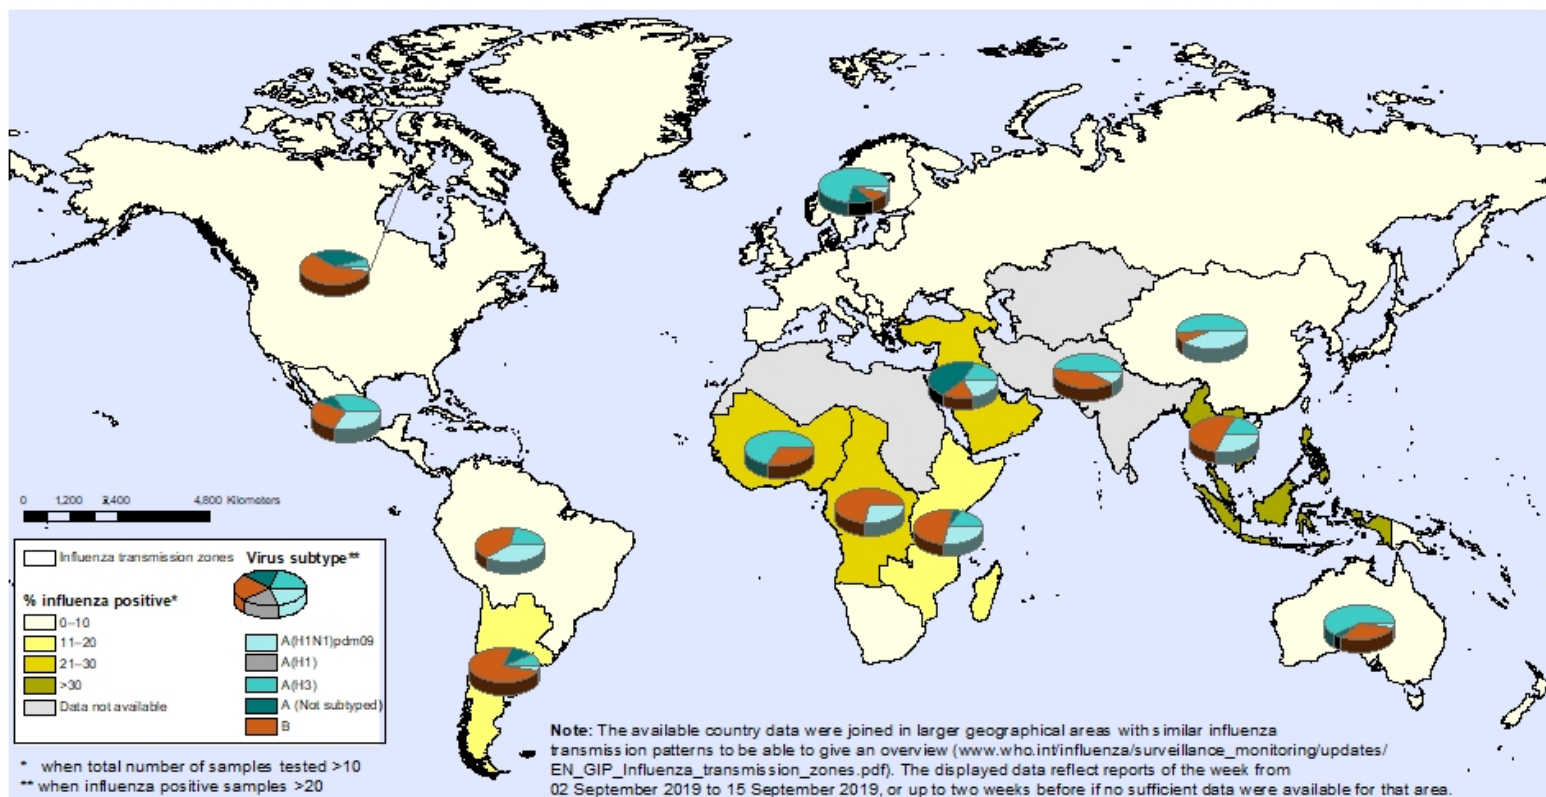 0 1,200 2,400 4,800 Kilometers
Influenza transmission zones
% influenza positive*
0–10
11–20
21–30
>30
Data not available
Virus subtype**
A(H1N1)pdm09
A(H1)
A(H3)
A (Not subtyped)
B
* when total number of samples tested >10
** when influenza positive samples >20
Note: The available country data were joined in larger geographical areas with similar influenza
transmission patterns to be able to give an overview (www.who.int/influenza/surveillance_monitoring/updates/
EN_GIP_Influenza_transmission_zones.pdf). The displayed data reflect reports of the week from
02 September 2019 to 15 September 2019, or up to two weeks before if no sufficient data were available for that area.